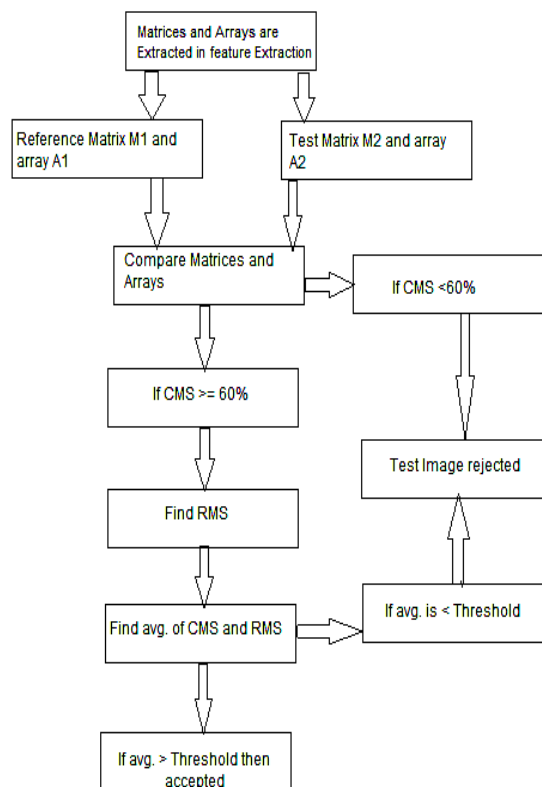 Matrices and Arrays are
Extracted in feature Extraction
Reference Matrix M1 and
array A1
Test Matrix M2 and array
A2
Compare Matrices and
Arrays
If CMS <60%
If CMS >= 60%
Test Image rejected
Find RMS
If avg. is < Threshold
Find avg. of CMS and RMS
If avg. > Threshold then
accepted